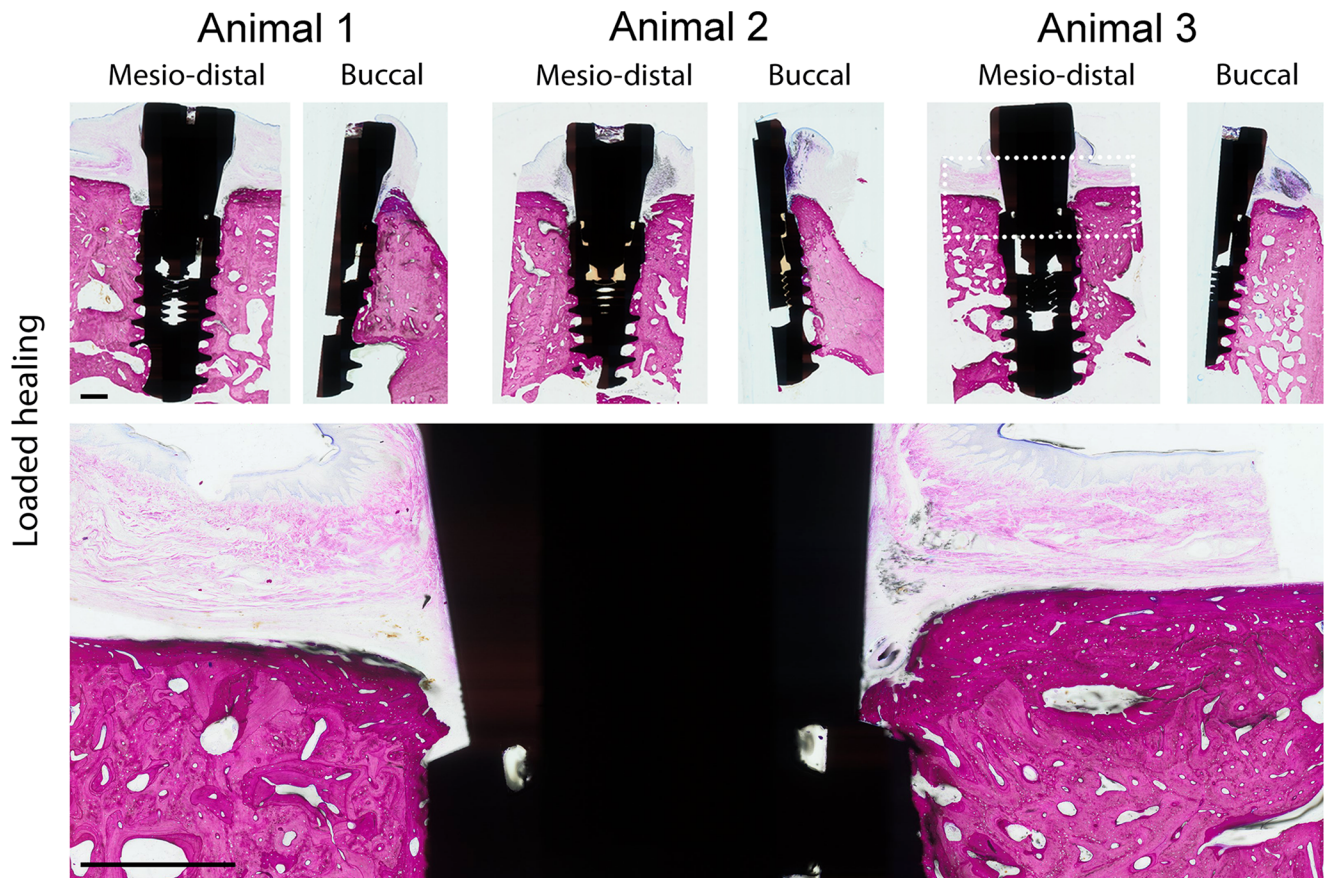 Animal 1
Animal 2
Animal 3
Mesio-distal
Buccal
Mesio-distal
Buccal
Mesio-distal
Buccal
Loaded healing